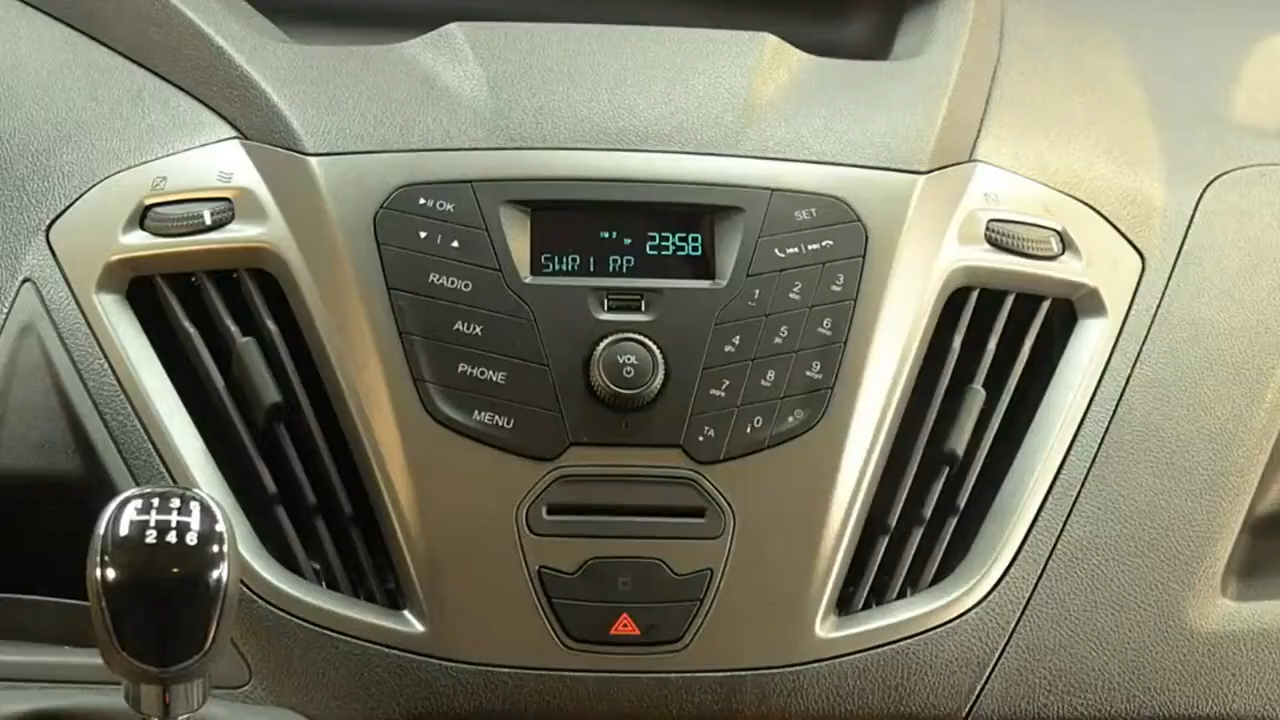 OK
SET
23:58
SWR1 RP
RADIO
AUX
PHONE
MENU
VOL
1
2
3
4
5
6
7
8
9
TA
0
1 3 5
2 4 6